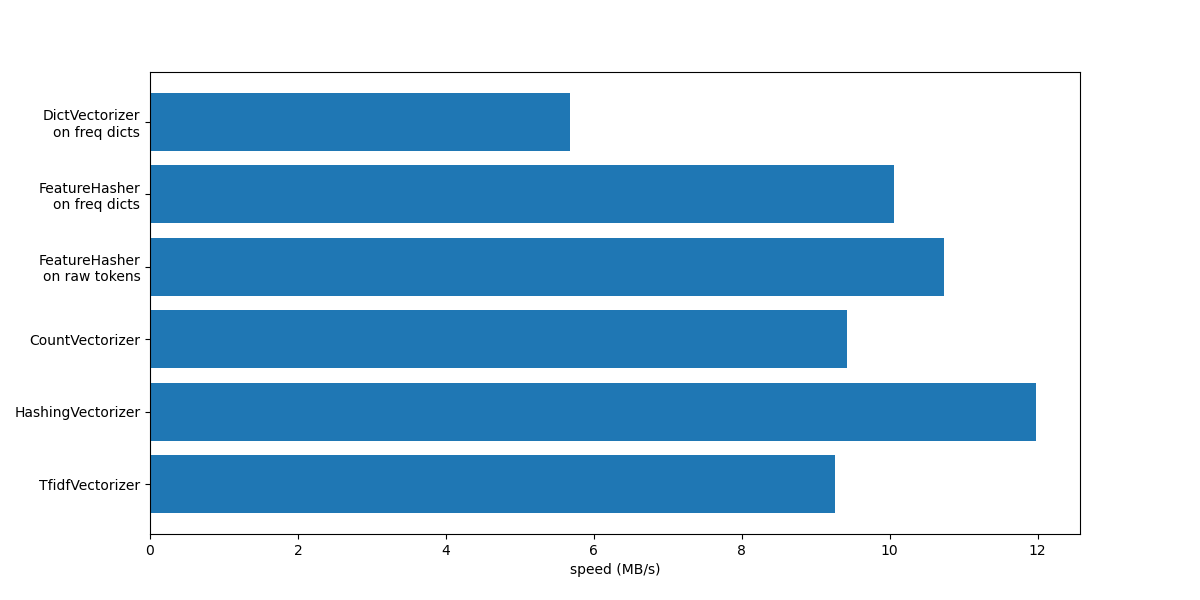 DictVectorizer
on freq dicts
FeatureHasher
on freq dicts
FeatureHasher
on raw tokens
CountVectorizer
HashingVectorizer
TfidfVectorizer
0 2 4 6 8 10 12
speed (MB/s)